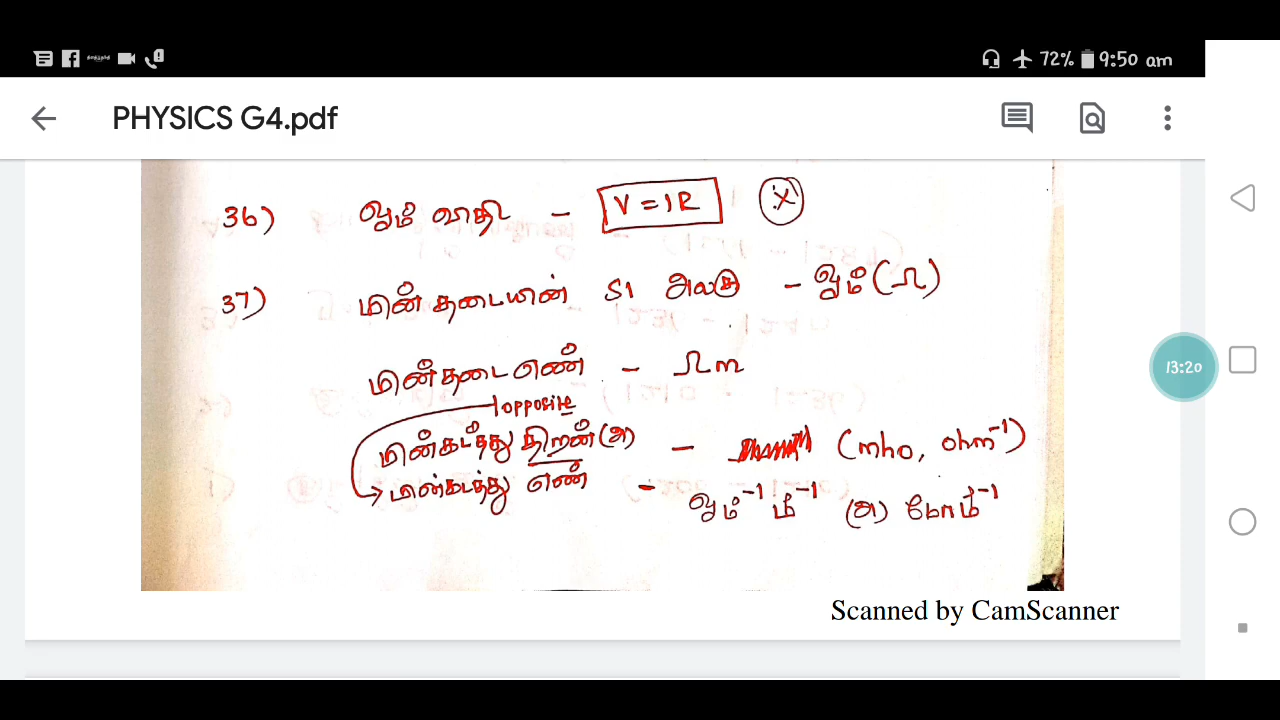 72% 9:50 am
PHYSICS G4.pdf
36) ஓம் விதி - V = IR X
37) மின் தடையின் SI அலகு - ஓம் (Ω)
மின்தடை எண் - Ωm
opposite
மின்கடத்து திறன் (அ) - (mho, ohm⁻¹)
மின்கடத்து எண் - ஓம்⁻¹ மீ⁻¹ (அ) மோம்⁻¹
13:20
Scanned by CamScanner